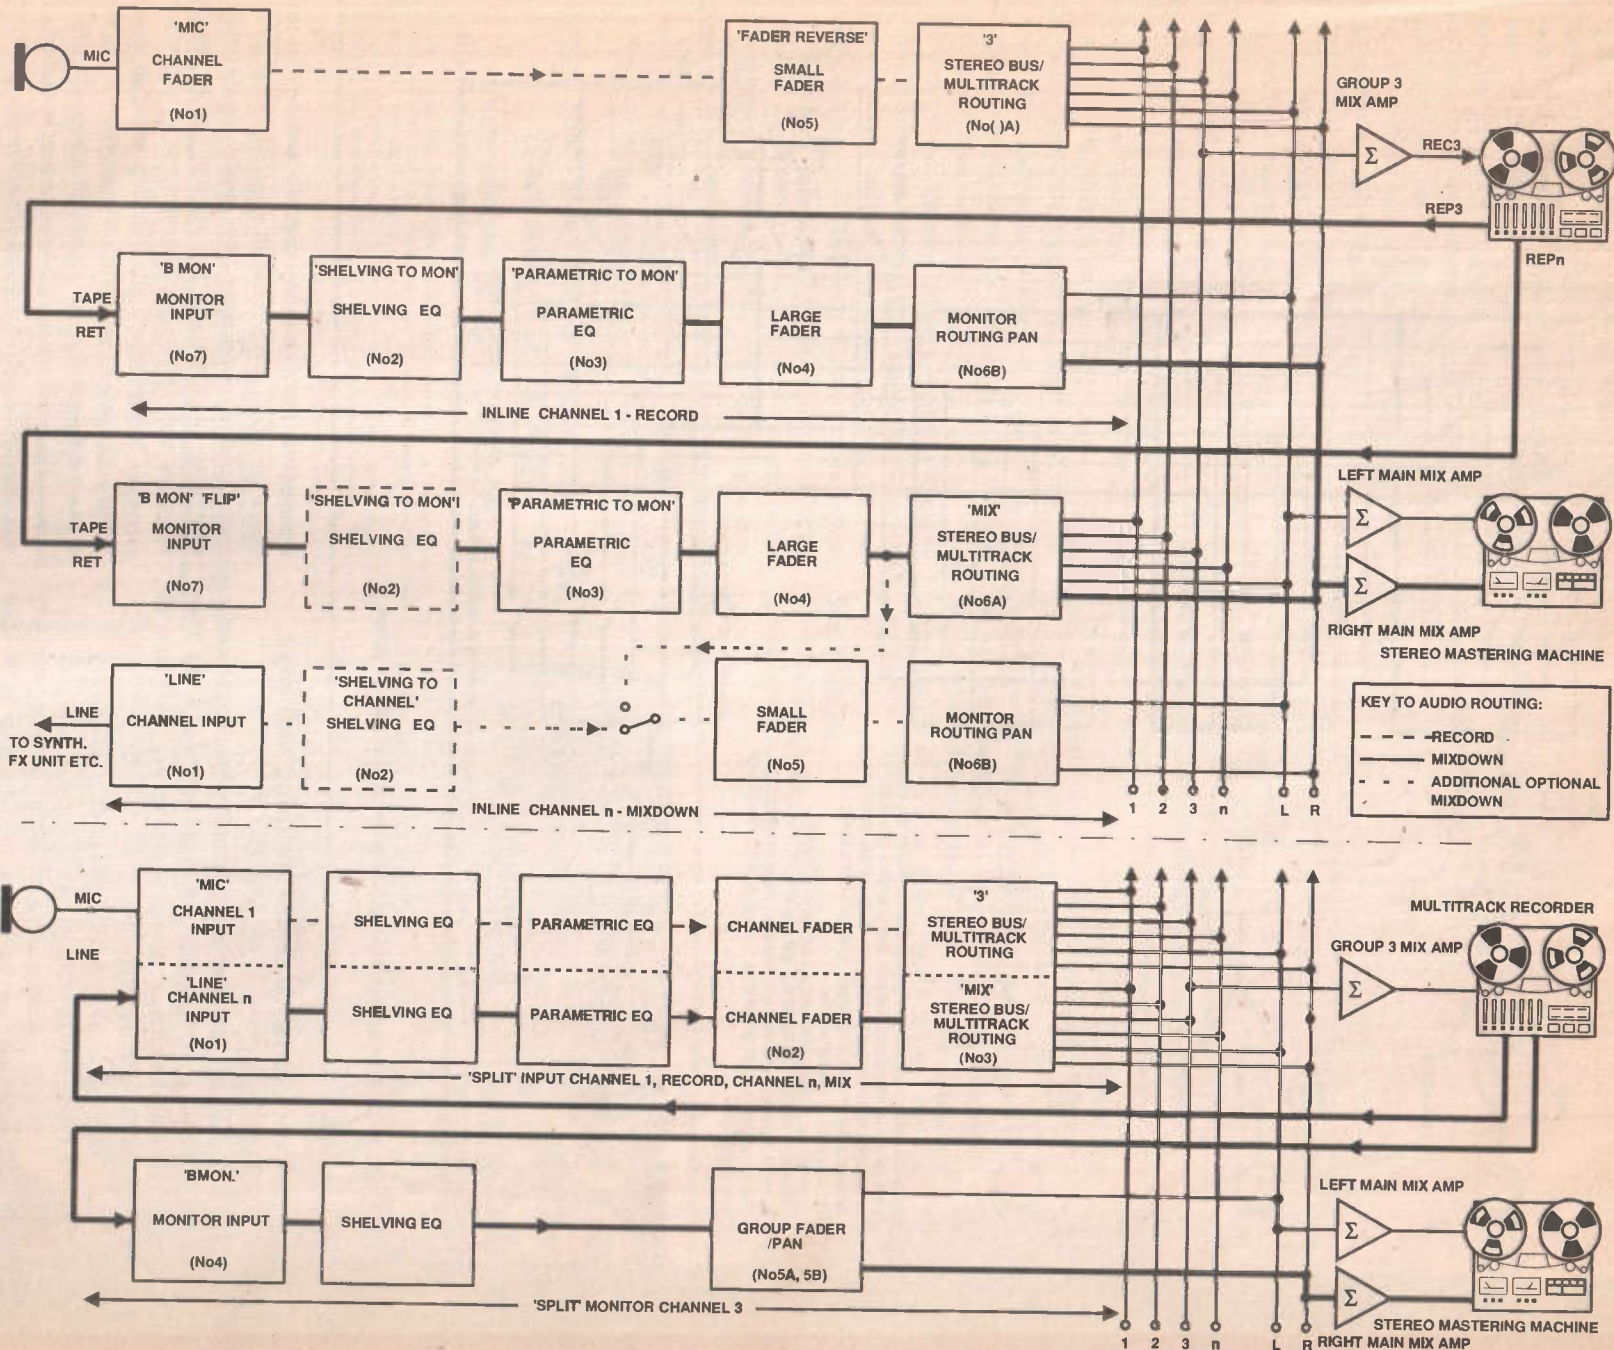 'MIC'
CHANNEL
FADER
(No1)
MIC
'FADER REVERSE'
SMALL
FADER
(No5)
'3'
STEREO BUS/
MULTITRACK
ROUTING
(No( )A)
GROUP 3
MIX AMP
Σ
REC3
REP3
REPn
TAPE
RET
'B MON'
MONITOR
INPUT
(No7)
'SHELVING TO MON'
SHELVING EQ
(No2)
'PARAMETRIC TO MON'
PARAMETRIC
EQ
(No3)
LARGE
FADER
(No4)
MONITOR
ROUTING PAN
(No6B)
INLINE CHANNEL 1 - RECORD
TAPE
RET
'B MON' 'FLIP'
MONITOR
INPUT
(No7)
'SHELVING TO MON'
SHELVING EQ
(No2)
'PARAMETRIC TO MON'
PARAMETRIC
EQ
(No3)
LARGE
FADER
(No4)
'MIX'
STEREO BUS/
MULTITRACK
ROUTING
(No6A)
LEFT MAIN MIX AMP
Σ
Σ
RIGHT MAIN MIX AMP
STEREO MASTERING MACHINE
LINE
TO SYNTH.
FX UNIT ETC.
'LINE'
CHANNEL INPUT
(No1)
'SHELVING TO
CHANNEL'
SHELVING EQ
(No2)
SMALL
FADER
(No5)
MONITOR
ROUTING PAN
(No6B)
KEY TO AUDIO ROUTING:
RECORD
MIXDOWN
ADDITIONAL OPTIONAL
MIXDOWN
INLINE CHANNEL n - MIXDOWN
1 2 3 n L R
MIC
LINE
'MIC'
CHANNEL 1
INPUT
'LINE'
CHANNEL n
INPUT
(No1)
SHELVING EQ
SHELVING EQ
PARAMETRIC EQ
PARAMETRIC EQ
CHANNEL FADER
CHANNEL FADER
(No2)
'3'
STEREO BUS/
MULTITRACK
ROUTING
'MIX'
STEREO BUS/
MULTITRACK
ROUTING
(No3)
MULTITRACK RECORDER
GROUP 3 MIX AMP
Σ
'SPLIT' INPUT CHANNEL 1, RECORD, CHANNEL n, MIX
'BMON.'
MONITOR INPUT
(No4)
SHELVING EQ
GROUP FADER
/PAN
(No5A, 5B)
LEFT MAIN MIX AMP
Σ
Σ
'SPLIT' MONITOR CHANNEL 3
STEREO MASTERING MACHINE
1 2 3 n L R
RIGHT MAIN MIX AMP